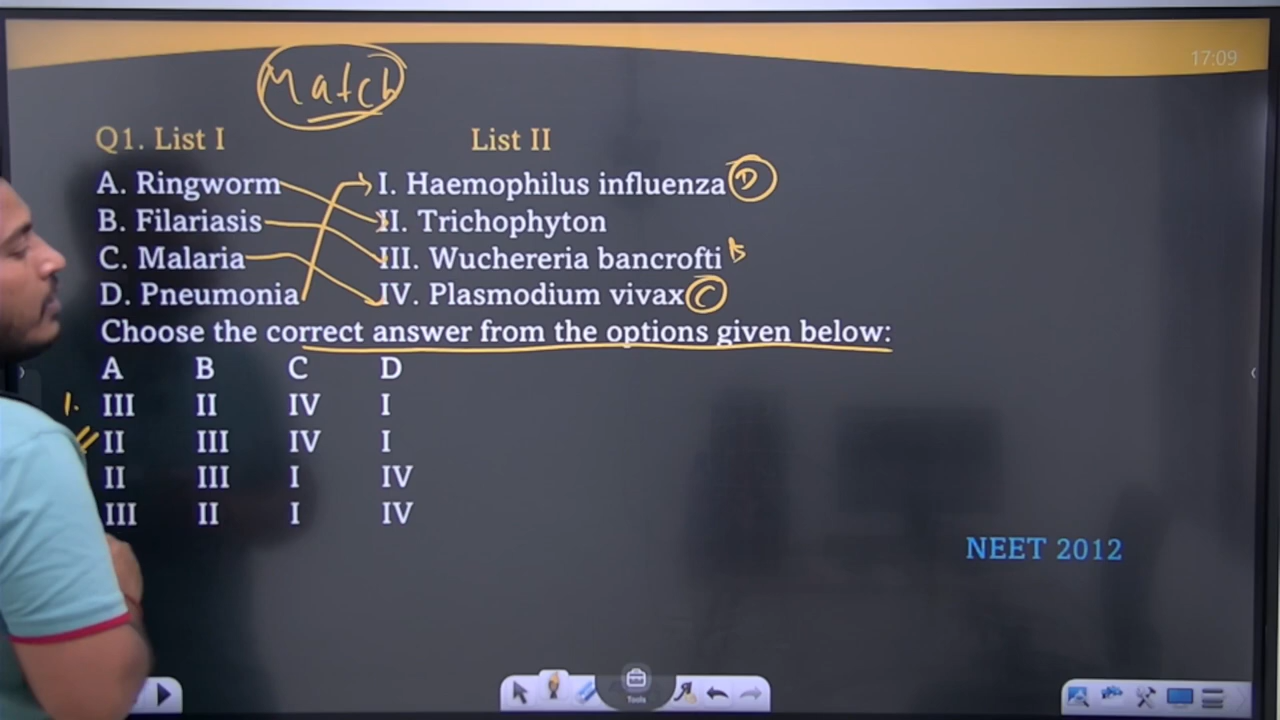 17:09
Match
Q1. List I List II
A. Ringworm I. Haemophilus influenza D
B. Filariasis II. Trichophyton
C. Malaria III. Wuchereria bancrofti
D. Pneumonia IV. Plasmodium vivax C
Choose the correct answer from the options given below:
A B C D
1. III II IV I
II III IV I
II III I IV
III II I IV
NEET 2012
Tools